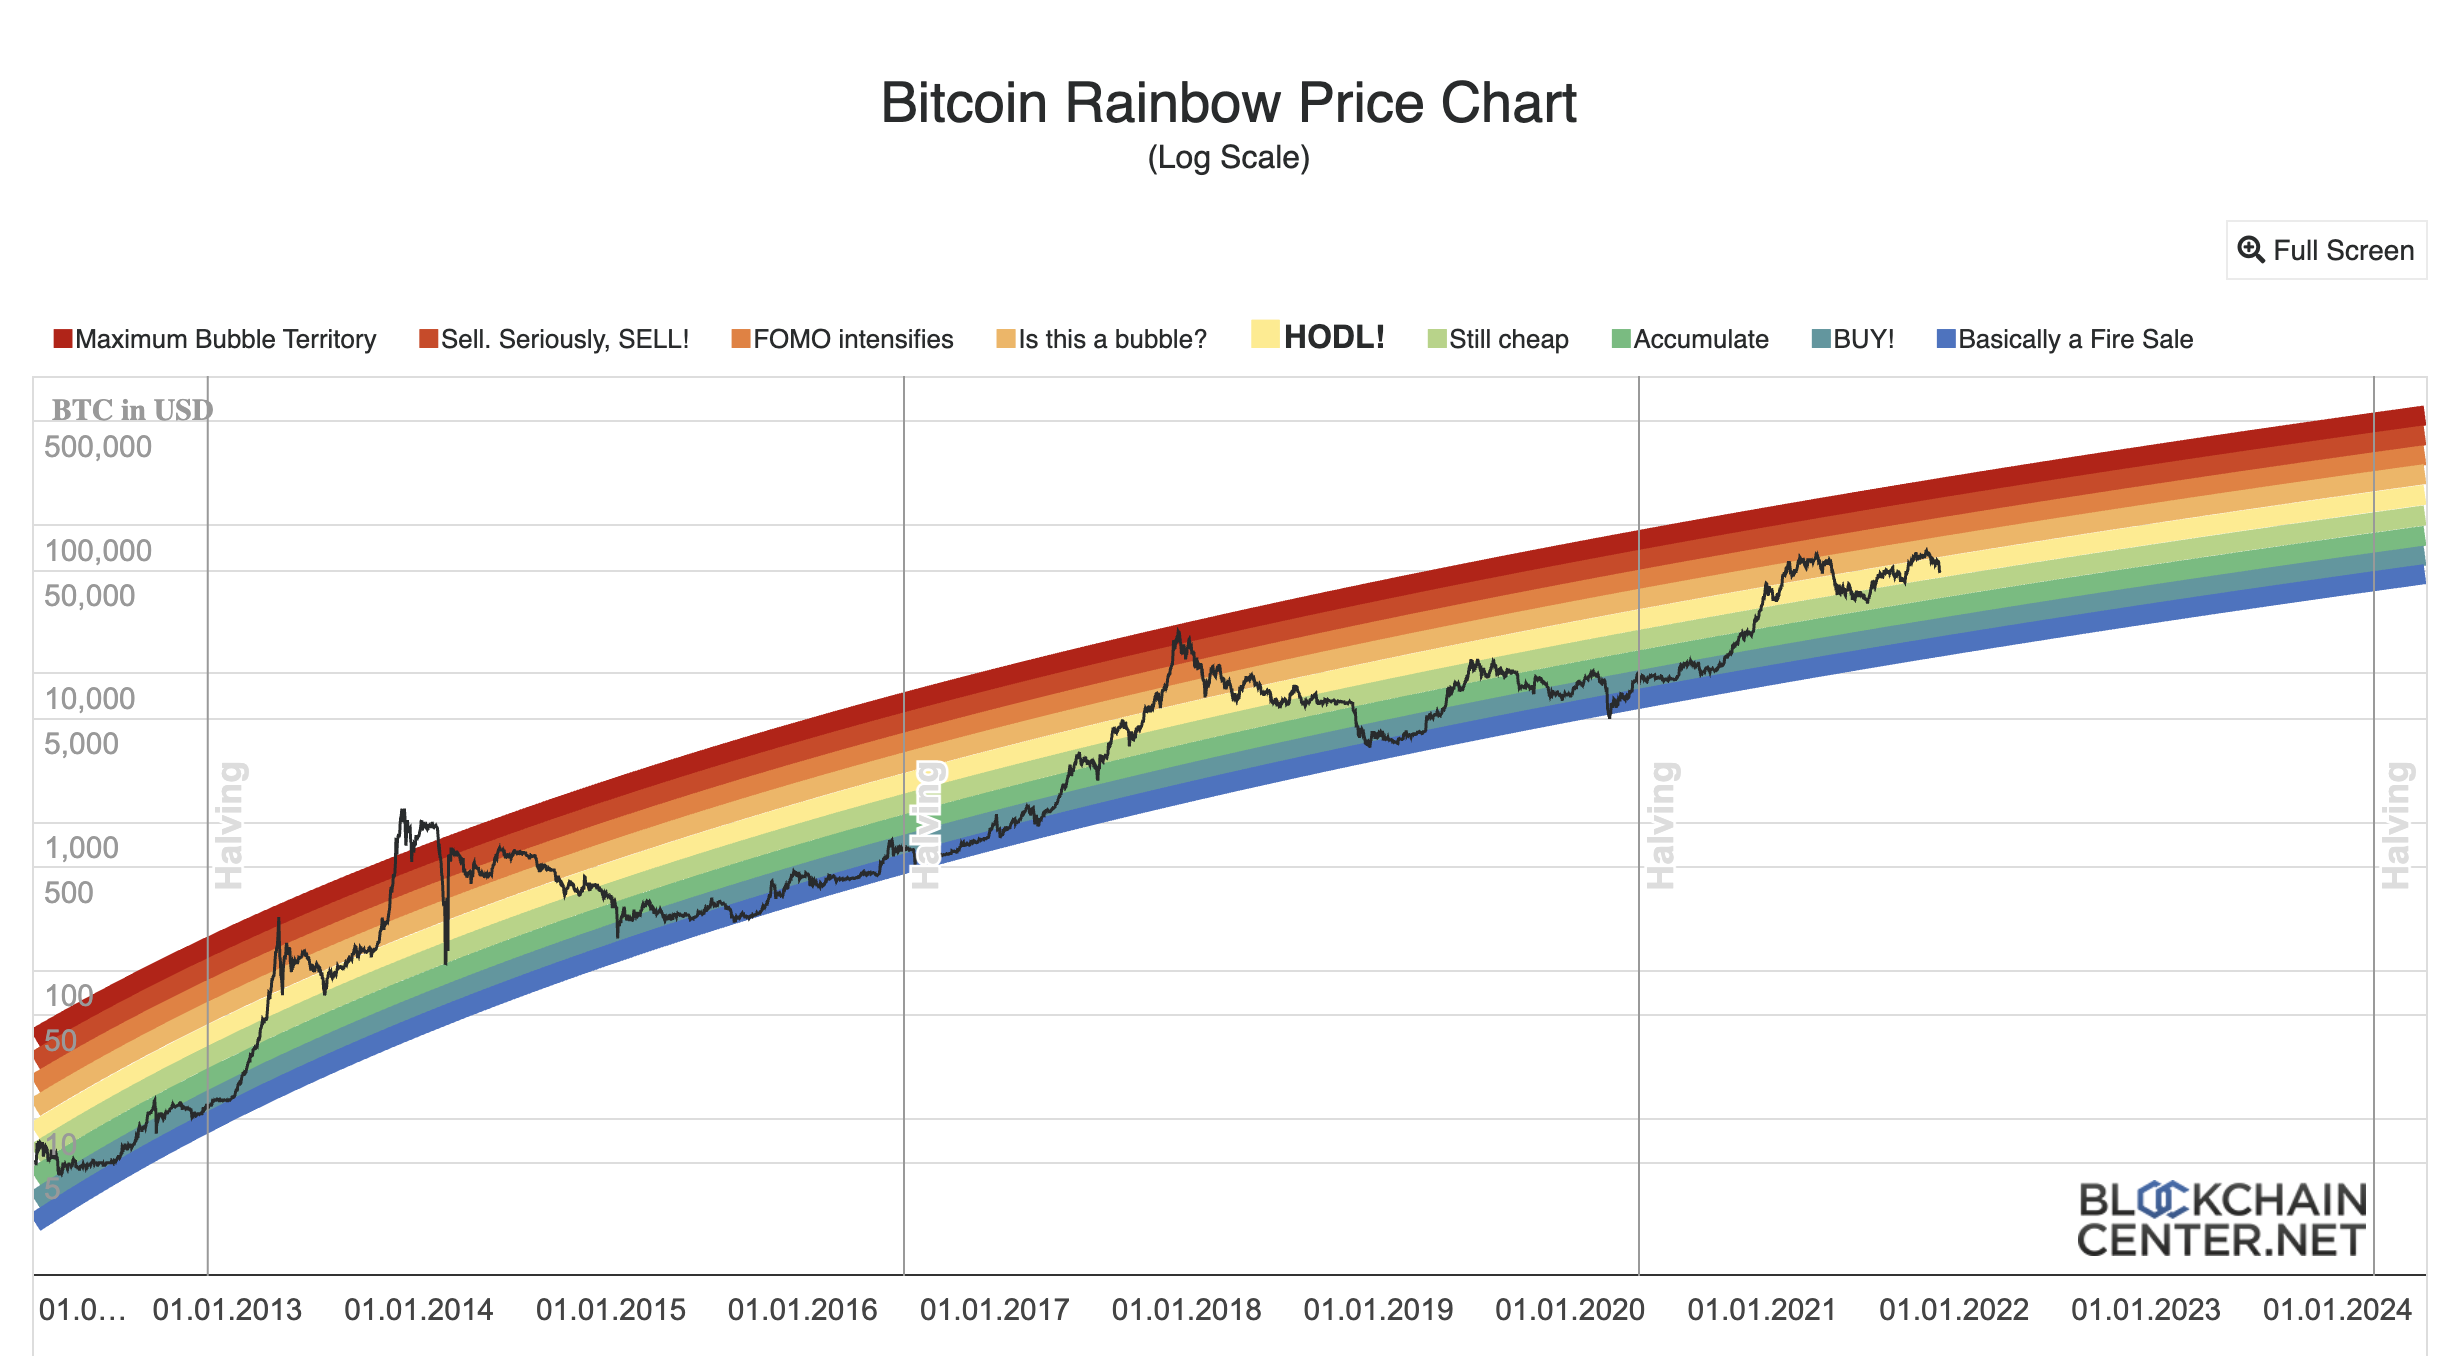 Bitcoin Rainbow Price Chart
(Log Scale)
Full Screen
Maximum Bubble Territory Sell. Seriously, SELL! FOMO intensifies Is this a bubble? HODL! Still cheap Accumulate BUY! Basically a Fire Sale
BTC in USD
500,000
100,000
50,000
10,000
5,000
1,000
500
100
50
10
5
Halving
Halving
Halving
Halving
BLOCKCHAIN
CENTER.NET
01.0... 01.01.2013 01.01.2014 01.01.2015 01.01.2016 01.01.2017 01.01.2018 01.01.2019 01.01.2020 01.01.2021 01.01.2022 01.01.2023 01.01.2024